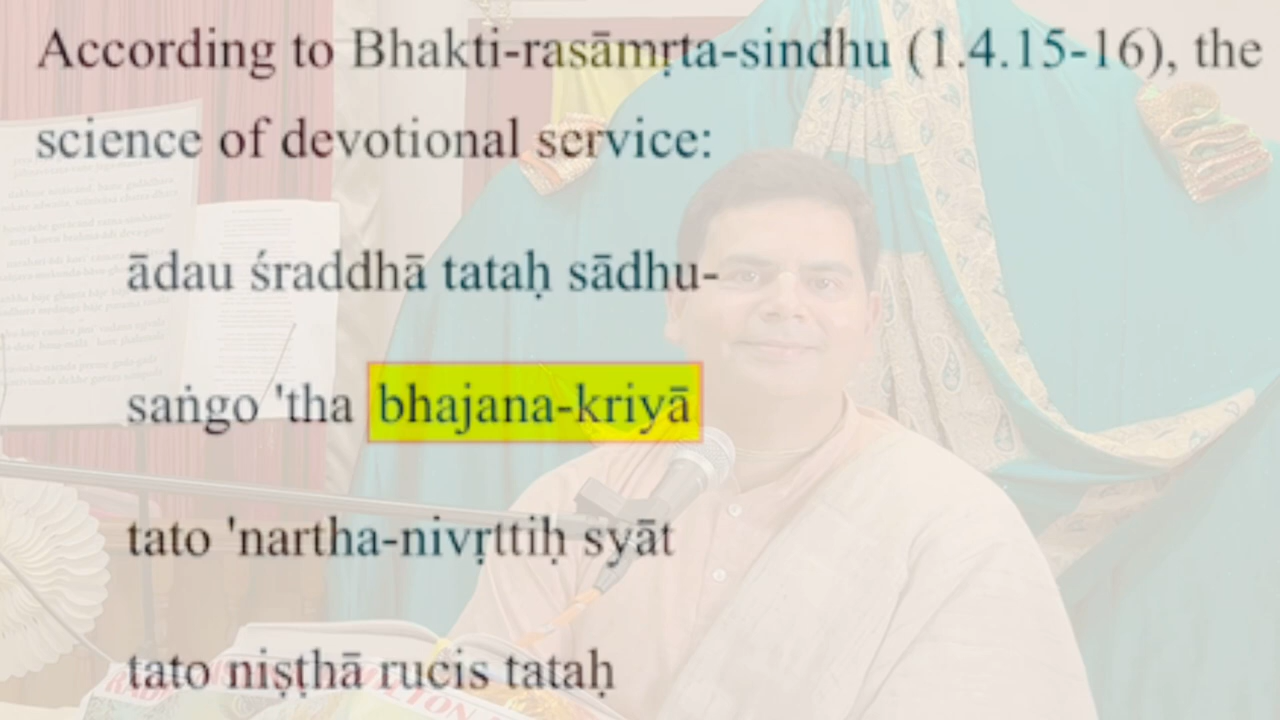 According to Bhakti-rasāmṛta-sindhu (1.4.15-16), the
science of devotional service:
ādau śraddhā tataḥ sādhu-
saṅgo 'tha bhajana-kriyā
tato 'nartha-nivṛttiḥ syāt
tato niṣṭhā rucis tataḥ